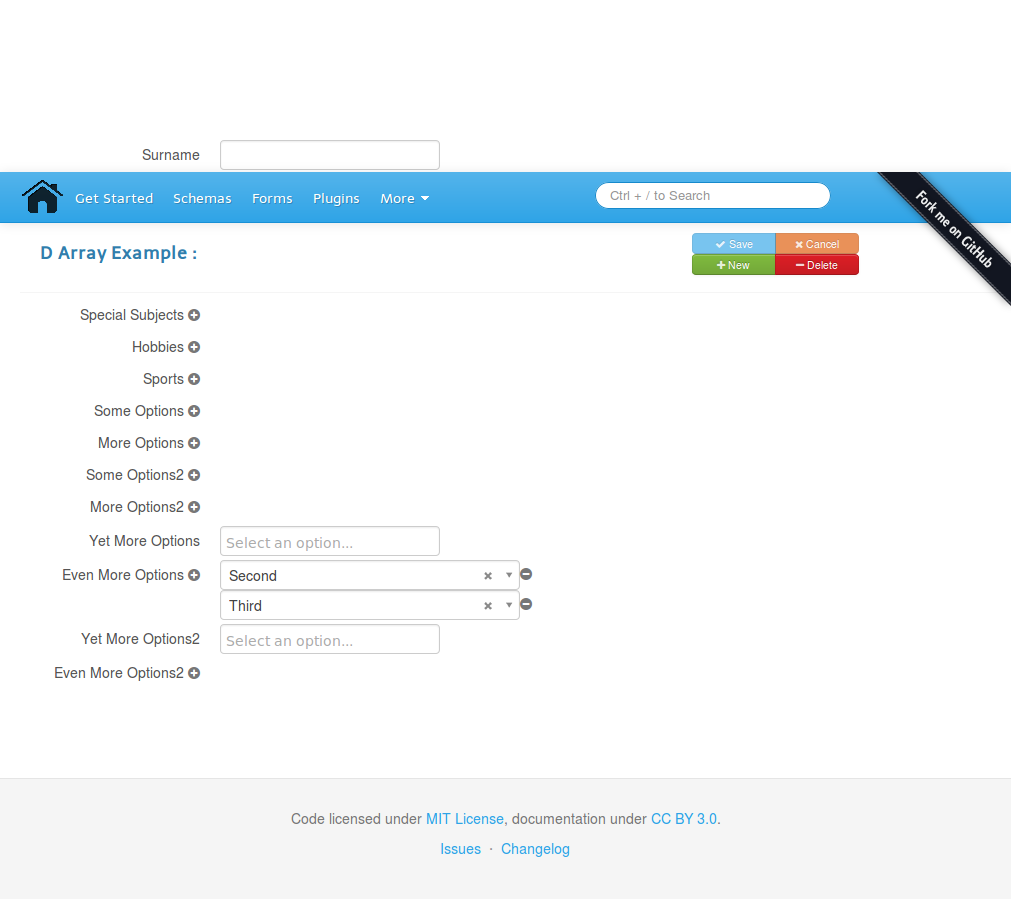 Surname
Get Started Schemas Forms Plugins More Ctrl + / to Search
Fork me on GitHub
D Array Example :
Save Cancel
New Delete
Special Subjects
Hobbies
Sports
Some Options
More Options
Some Options2
More Options2
Yet More Options Select an option...
Even More Options Second
Third
Yet More Options2 Select an option...
Even More Options2
Code licensed under MIT License, documentation under CC BY 3.0.
Issues · Changelog